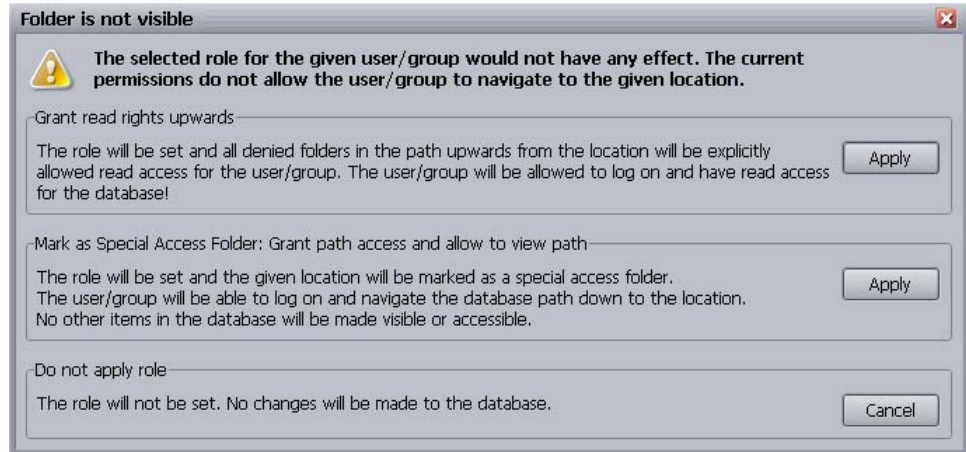 Folder is not visible
The selected role for the given user/group would not have any effect. The current
permissions do not allow the user/group to navigate to the given location.
Grant read rights upwards
The role will be set and all denied folders in the path upwards from the location will be explicitly
allowed read access for the user/group. The user/group will be allowed to log on and have read access
for the database!
Apply
Mark as Special Access Folder: Grant path access and allow to view path
The role will be set and the given location will be marked as a special access folder.
The user/group will be able to log on and navigate the database path down to the location.
No other items in the database will be made visible or accessible.
Apply
Do not apply role
The role will not be set. No changes will be made to the database.
Cancel